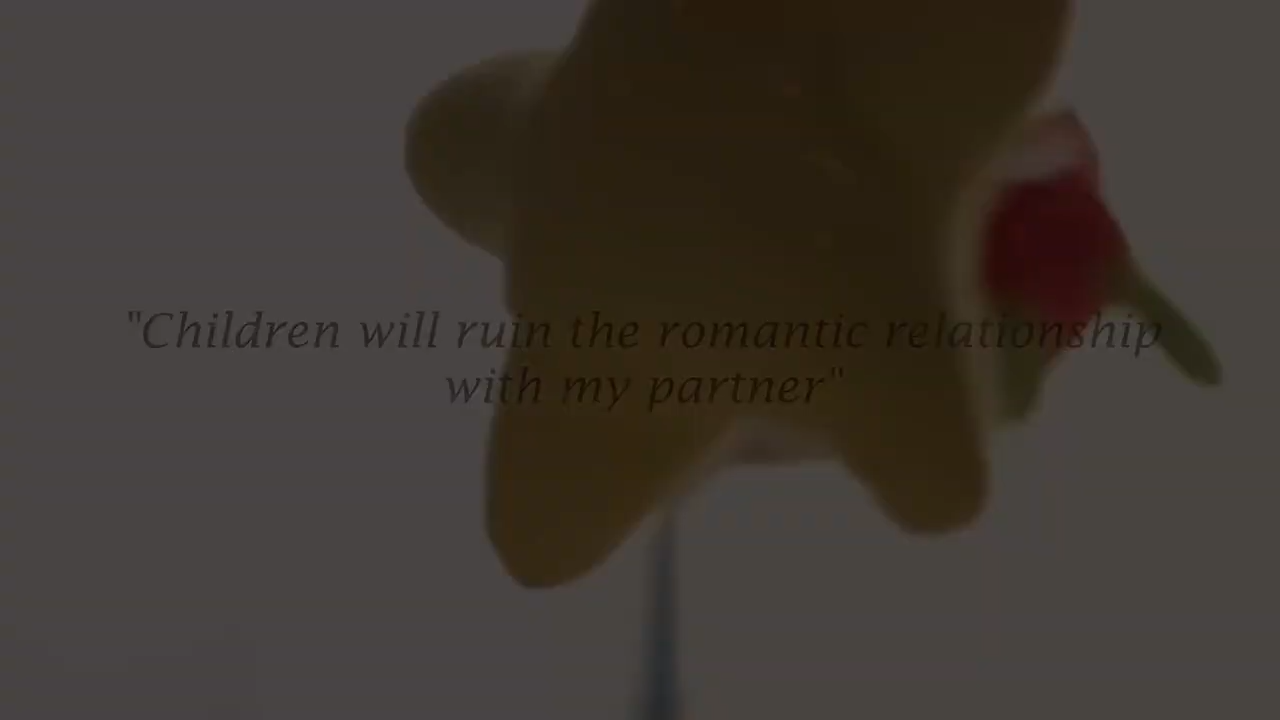 "Children will ruin the romantic relationship
with my partner"